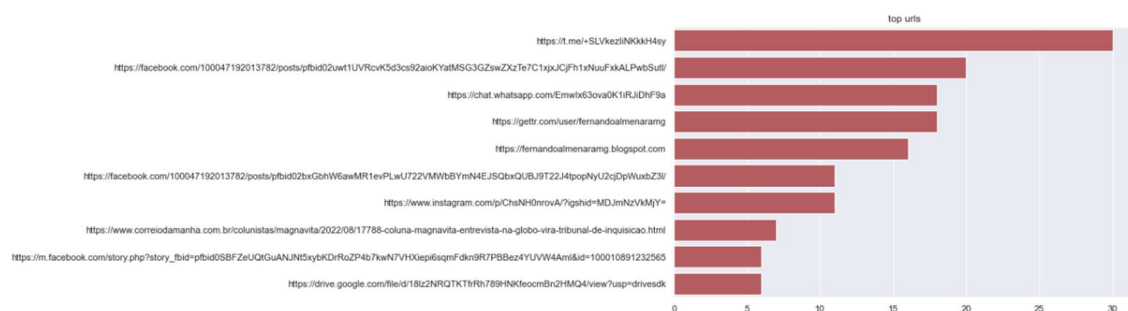 top urls
https://t.me/+SLVkezIiNKkkH4sy
https://facebook.com/100047192013782/posts/pfbid02uwt1UVRcvK5d3cs92aioKYatMSG3GZswZXzTe7C1xjxJCjFh1xNuuFxkALPwbSutl/
https://chat.whatsapp.com/Emwlx63ova0K1iRJiDhF9a
https://gettr.com/user/fernandoalmenaramg
https://fernandoalmenaramg.blogspot.com
https://facebook.com/100047192013782/posts/pfbid02bxGbhW6awMR1evPLwU722VMWbBYmN4EJSQbxQUBJ9T22J4tpopNyU2cjDpWuxbZ3l/
https://www.instagram.com/p/ChsNH0nrovA/?igshid=MDJmNzVkMjY=
https://www.correiodamanha.com.br/colunistas/magnavita/2022/08/17788-coluna-magnavita-entrevista-na-globo-vira-tribunal-de-inquisicao.html
https://m.facebook.com/story.php?story_fbid=pfbid0SBFZeUQtGuANJNt5xybKDrRoZP4b7kwN7VHXiepi6sqmFdkn9R7PBBez4YUVW4Aml&id=100010891232565
https://drive.google.com/file/d/18lz2NRQTKTfrRh789HNKfeocmBn2HMQ4/view?usp=drivesdk
0 5 10 15 20 25 30